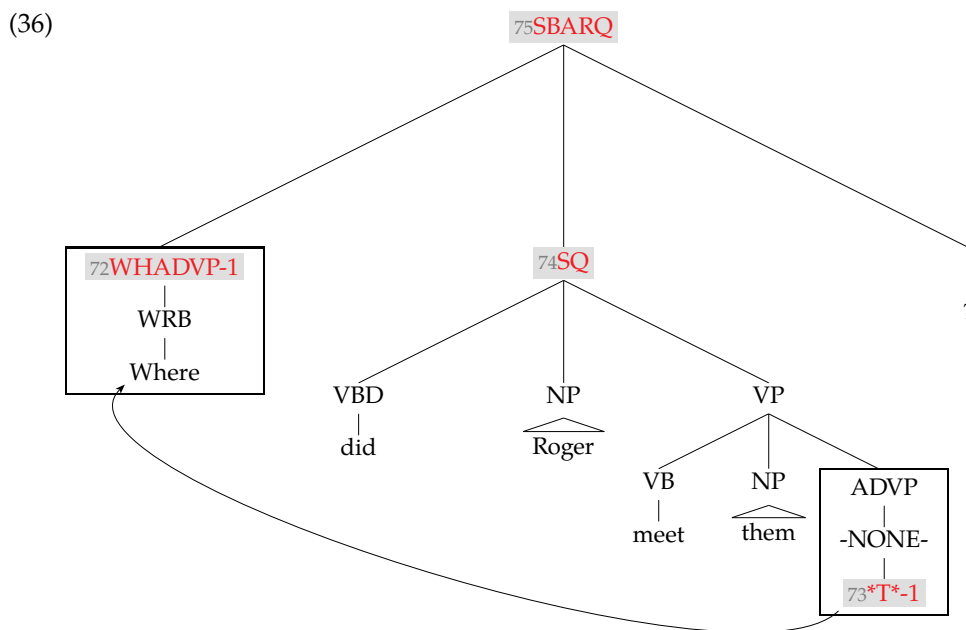 (36)
75SBARQ
72WHADVP-1
74SQ
WRB
Where
VBD
NP
VP
did
Roger
VB
NP
ADVP
meet
them
-NONE-
73*T*-1